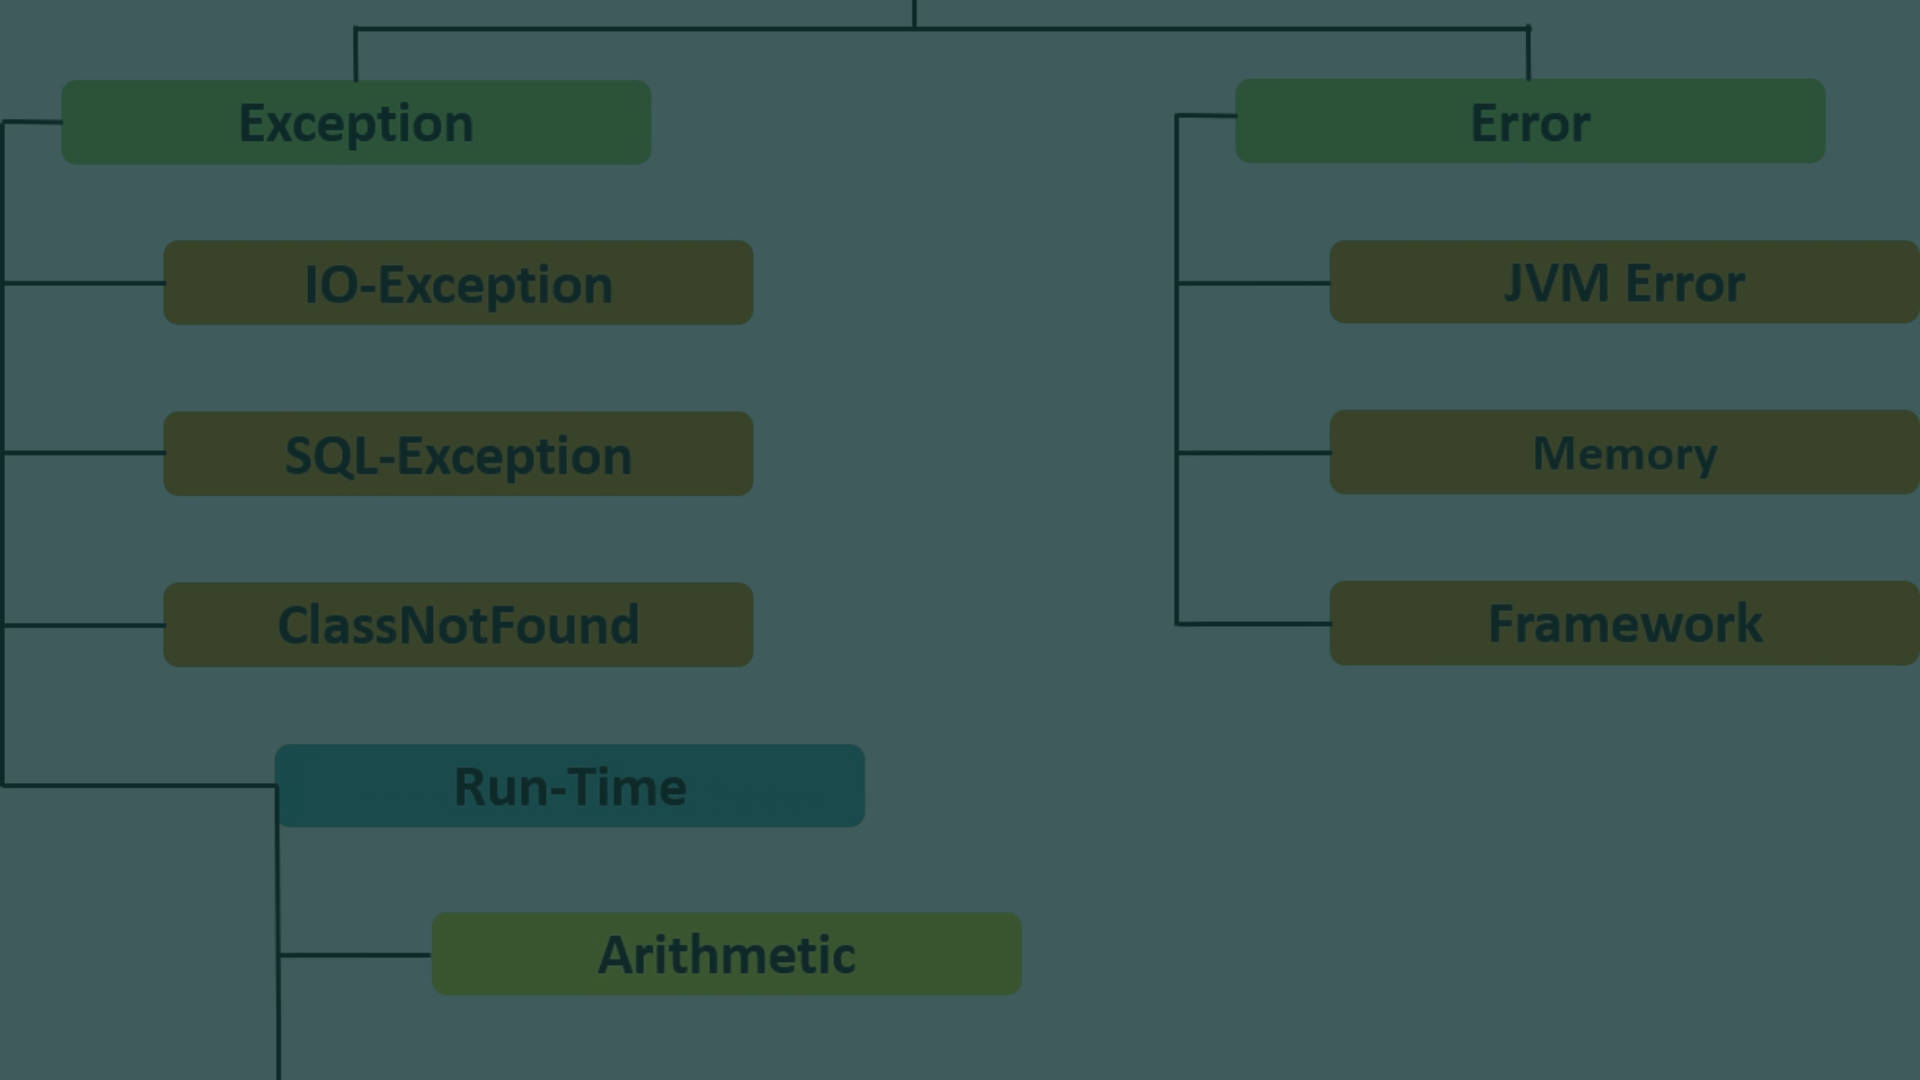 Exception
Error
IO-Exception
JVM Error
SQL-Exception
Memory
ClassNotFound
Framework
Run-Time
Arithmetic